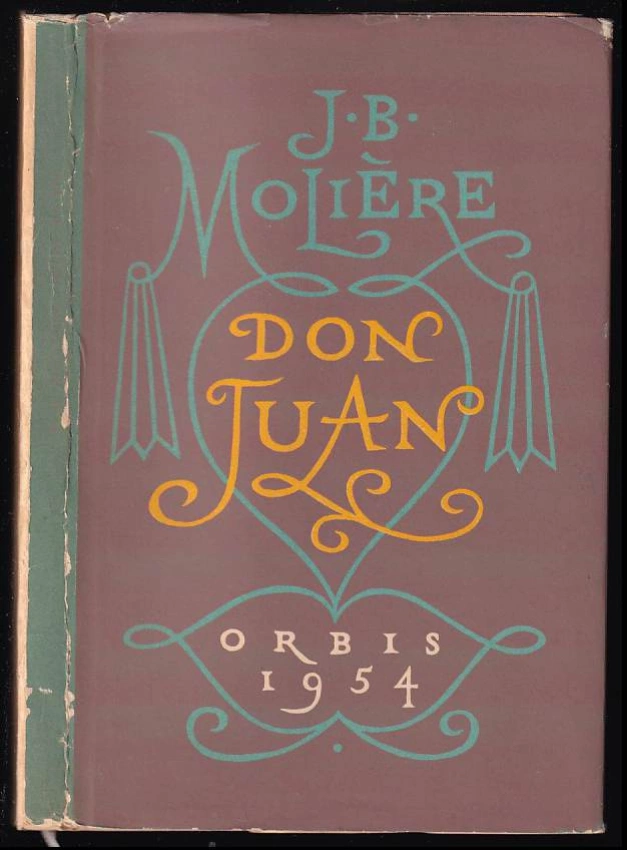 J·B·
MOLIÈRE
DON
JUAN
ORBIS
1954